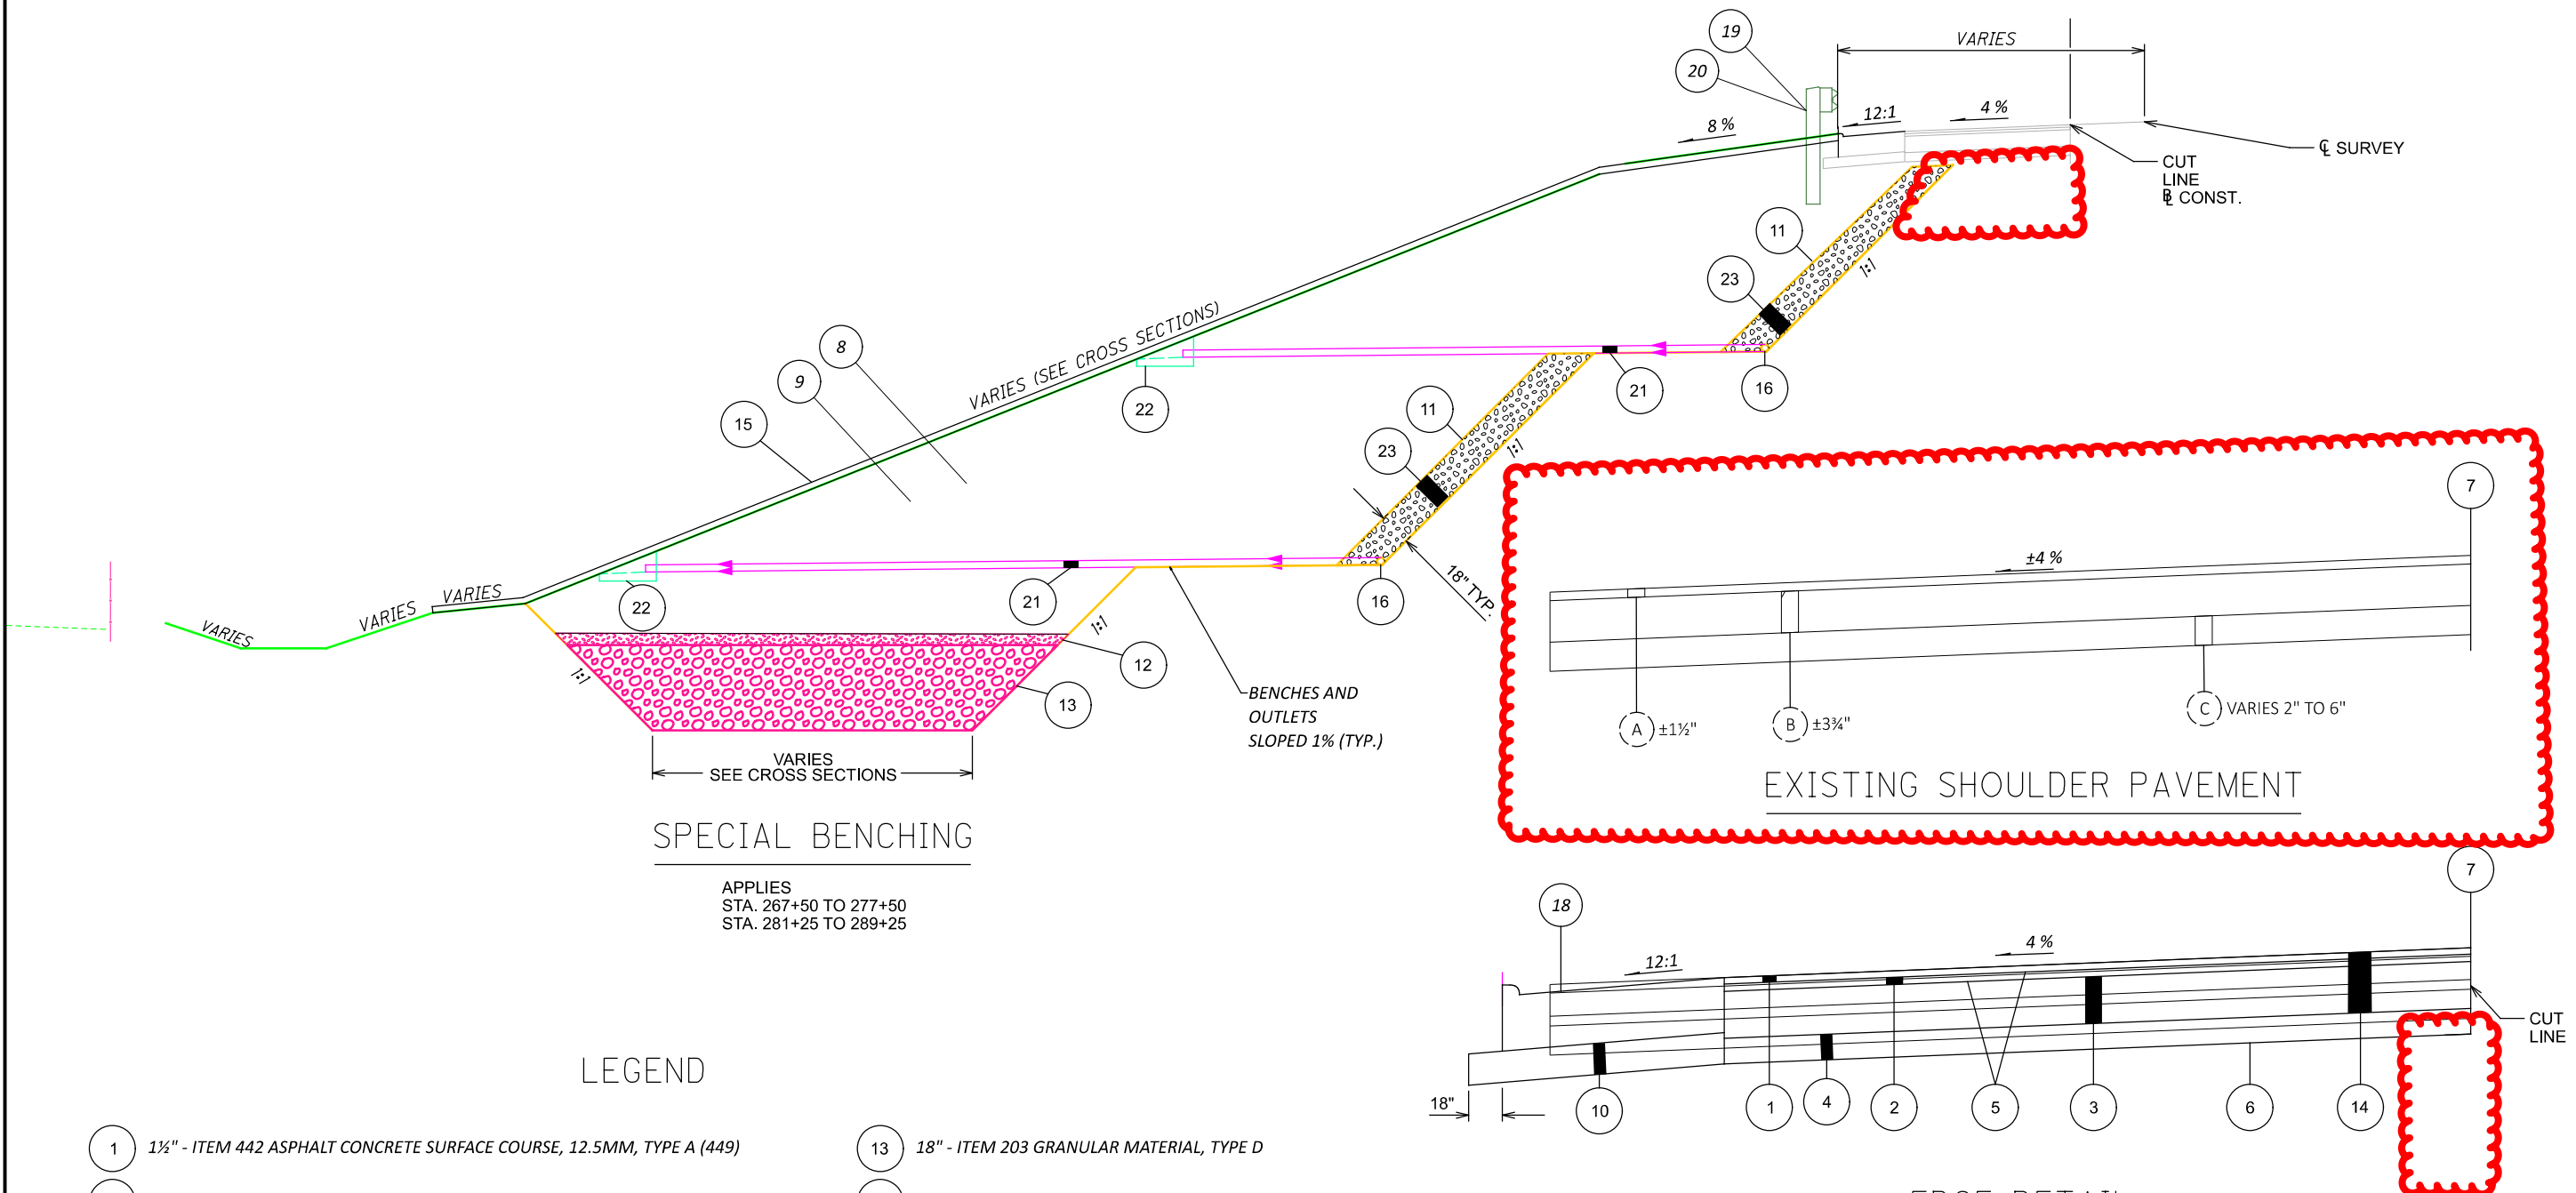 19
20
VARIES
8 %
12:1
4 %
℄ SURVEY
CUT
LINE
℄ CONST.
11
1:1
23
VARIES (SEE CROSS SECTIONS)
8
9
15
22
21
16
11
1:1
23
18" TYP.
VARIES
VARIES
VARIES
22
21
16
1:1
1:1
12
13
BENCHES AND
OUTLETS
SLOPED 1% (TYP.)
VARIES
SEE CROSS SECTIONS
SPECIAL BENCHING
APPLIES
STA. 267+50 TO 277+50
STA. 281+25 TO 289+25
7
±4 %
A ±1½"
B ±3¾"
C VARIES 2" TO 6"
EXISTING SHOULDER PAVEMENT
7
18
12:1
4 %
CUT
LINE
18"
10
1
4
2
5
3
6
14
LEGEND
1 1½" - ITEM 442 ASPHALT CONCRETE SURFACE COURSE, 12.5MM, TYPE A (449)
13 18" - ITEM 203 GRANULAR MATERIAL, TYPE D